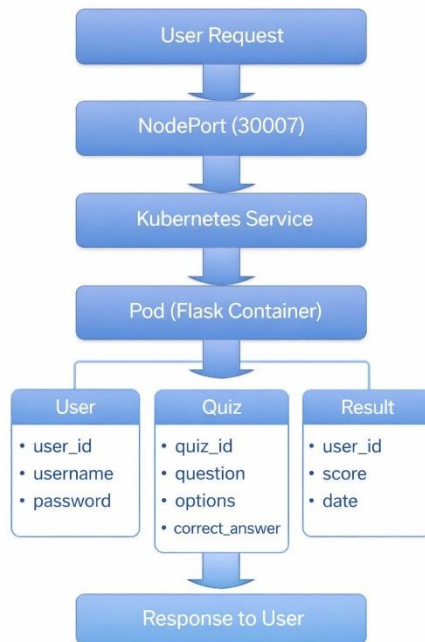 User Request
NodePort (30007)
Kubernetes Service
Pod (Flask Container)
User
• user_id
• username
• password
Quiz
• quiz_id
• question
• options
• correct_answer
Result
• user_id
• score
• date
Response to User